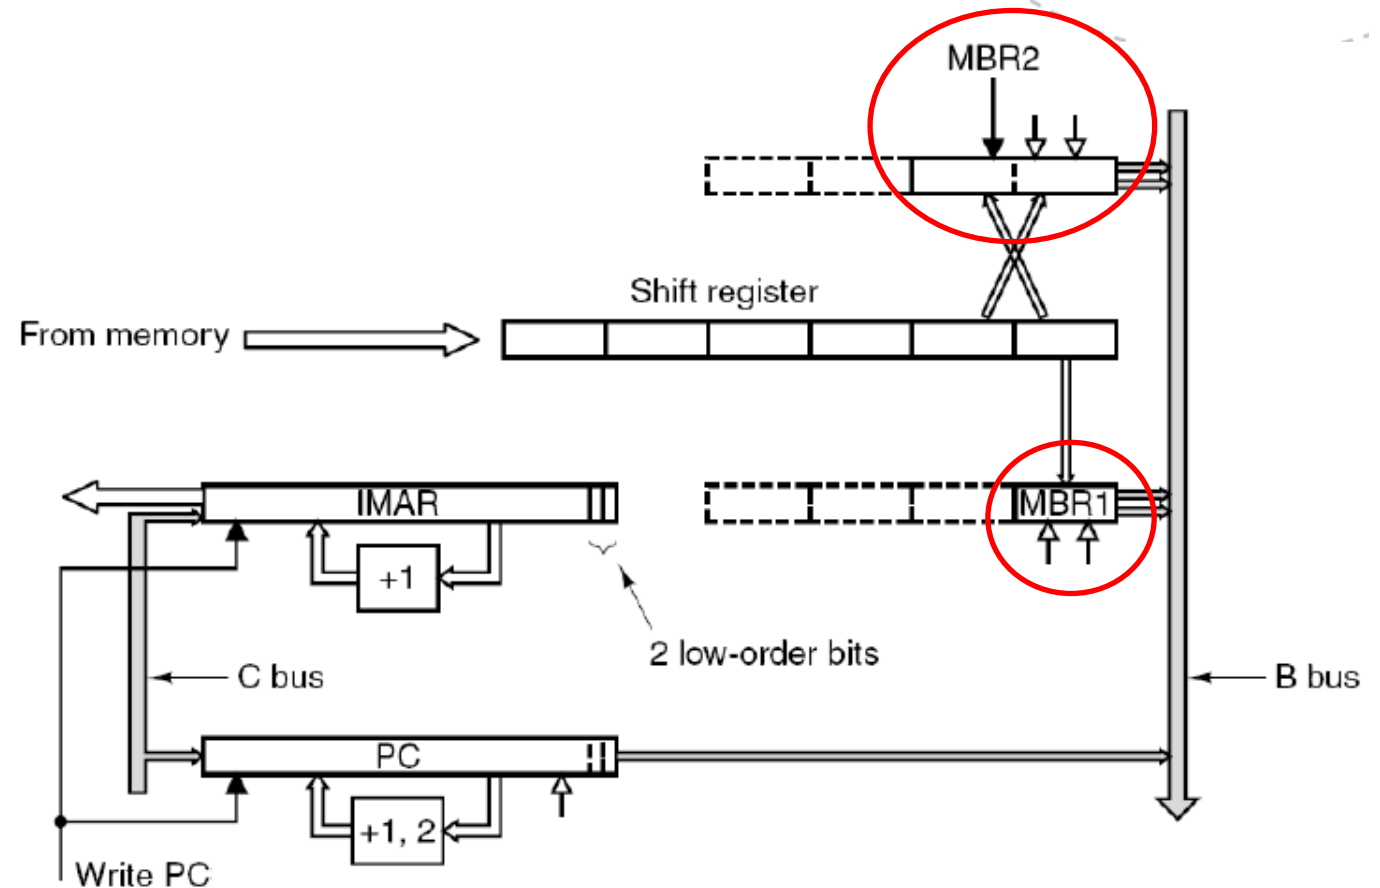 MBR2
Shift register
From memory
IMAR
MBR1
+1
2 low-order bits
C bus
B bus
PC
+1, 2
Write PC